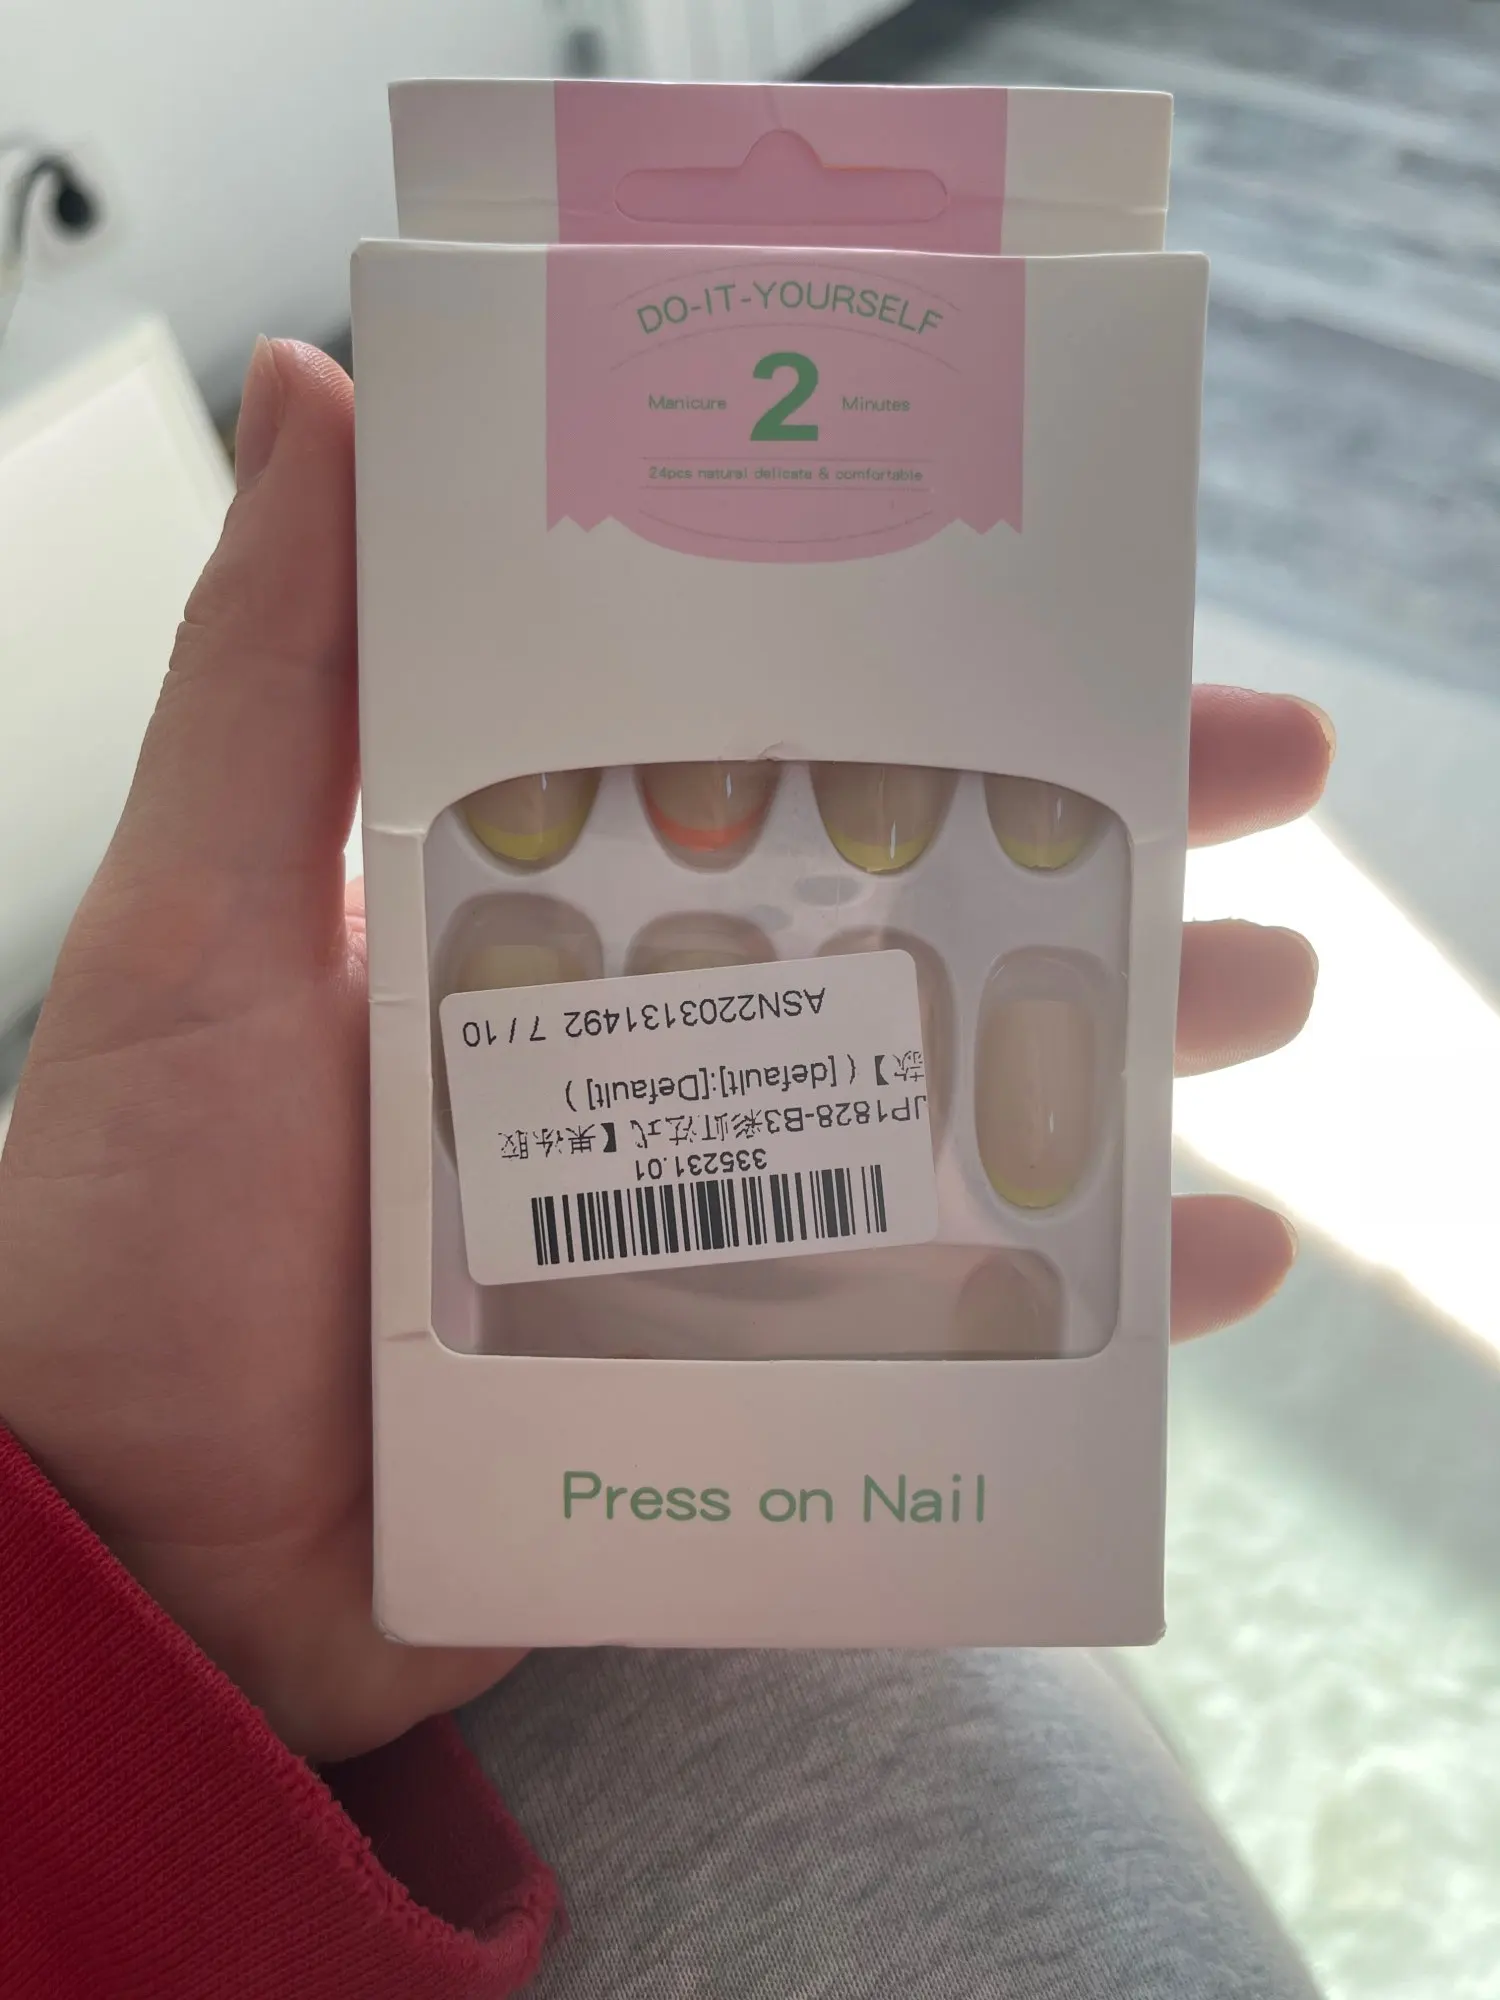 DO-IT-YOURSELF
Manicure 2 Minutes
24pcs natural delicate & comfortable
335231.01
JP1828-B3彩虹法式【果冻胶
款】( [default]:[Default] )
ASN2203131492 7 / 10
Press on Nail